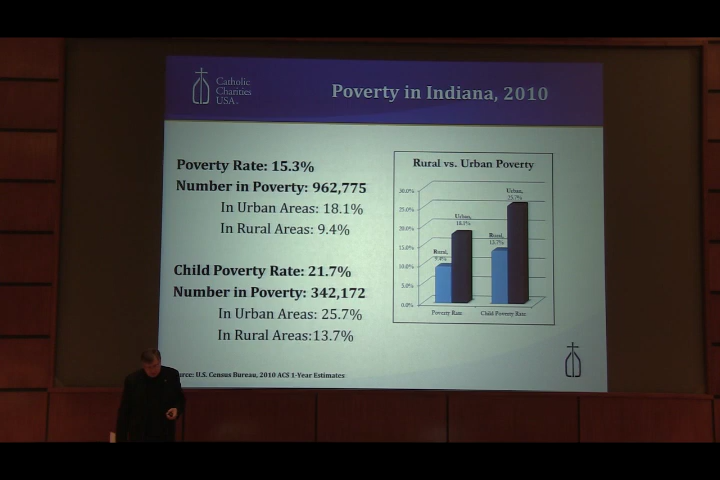 Catholic
Charities
USA.
Poverty in Indiana, 2010
Poverty Rate: 15.3%
Number in Poverty: 962,775
In Urban Areas: 18.1%
In Rural Areas: 9.4%
Child Poverty Rate: 21.7%
Number in Poverty: 342,172
In Urban Areas: 25.7%
In Rural Areas:13.7%
Rural vs. Urban Poverty
30.0%
25.0%
20.0%
15.0%
10.0%
5.0%
0.0%
Rural,
9.4%
Urban,
18.1%
Rural,
13.7%
Urban,
25.7%
Poverty Rate
Child Poverty Rate
urce: U.S. Census Bureau, 2010 ACS 1-Year Estimates